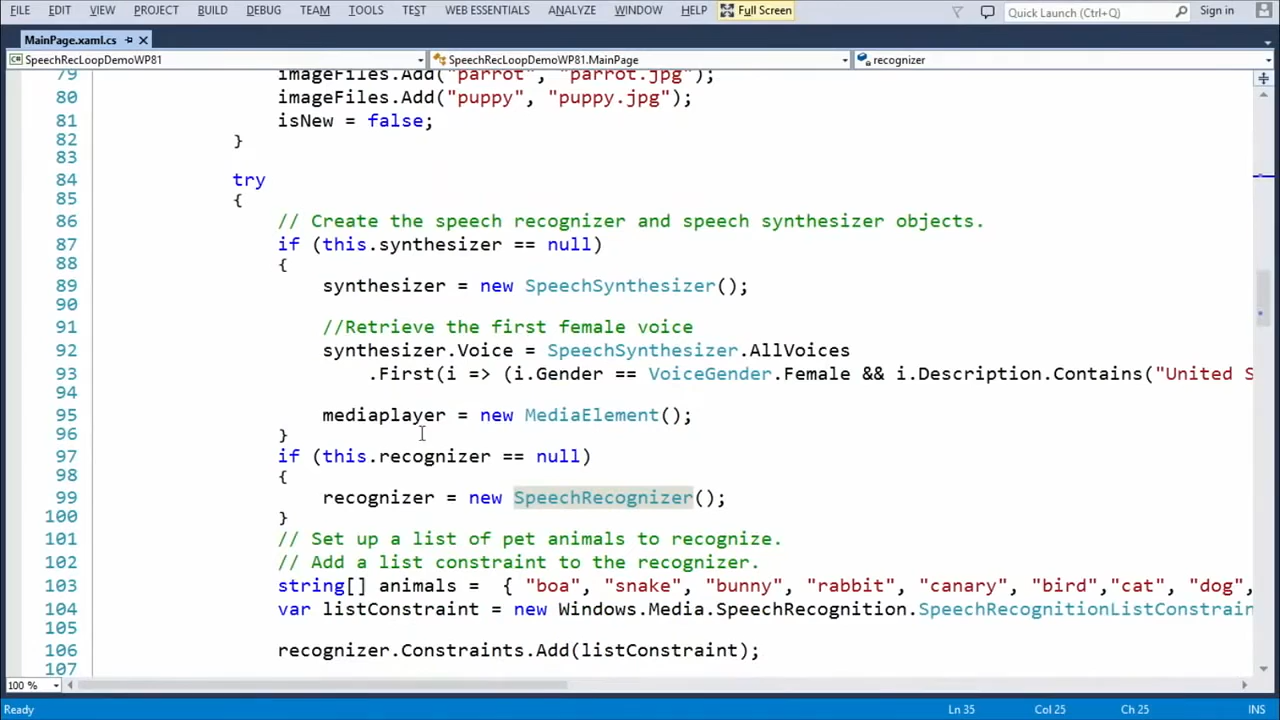 FILE EDIT VIEW PROJECT BUILD DEBUG TEAM TOOLS TEST WEB ESSENTIALS ANALYZE WINDOW HELP Full Screen Quick Launch (Ctrl+Q) Sign in
MainPage.xaml.cs
SpeechRecLoopDemoWP81 SpeechRecLoopDemoWP81.MainPage recognizer
79 imageFiles.Add("parrot", "parrot.jpg");
80 imageFiles.Add("puppy", "puppy.jpg");
81 isNew = false;
82 }
83
84 try
85 {
86 // Create the speech recognizer and speech synthesizer objects.
87 if (this.synthesizer == null)
88 {
89 synthesizer = new SpeechSynthesizer();
90
91 //Retrieve the first female voice
92 synthesizer.Voice = SpeechSynthesizer.AllVoices
93 .First(i => (i.Gender == VoiceGender.Female && i.Description.Contains("United S
94
95 mediaplayer = new MediaElement();
96 }
97 if (this.recognizer == null)
98 {
99 recognizer = new SpeechRecognizer();
100 }
101 // Set up a list of pet animals to recognize.
102 // Add a list constraint to the recognizer.
103 string[] animals = { "boa", "snake", "bunny", "rabbit", "canary", "bird","cat", "dog",
104 var listConstraint = new Windows.Media.SpeechRecognition.SpeechRecognitionListConstrain
105
106 recognizer.Constraints.Add(listConstraint);
107
100 %
Ready Ln 35 Col 25 Ch 25 INS